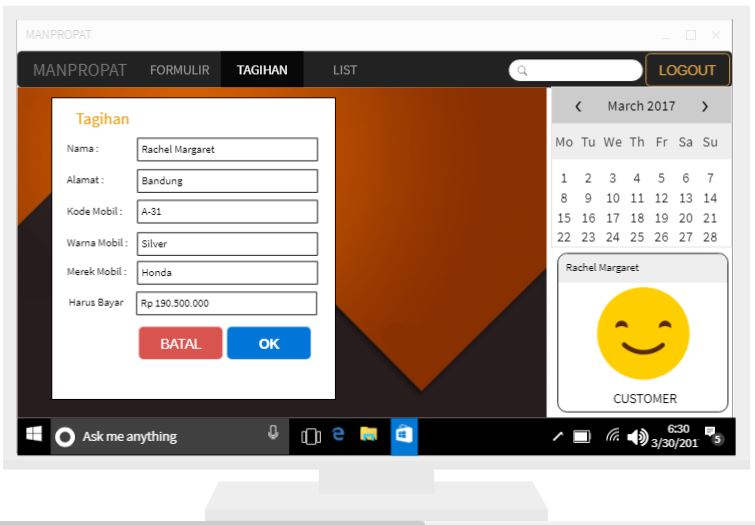 MANPROPAT
MANPROPAT FORMULIR TAGIHAN LIST LOGOUT
Tagihan
Nama : Rachel Margaret
Alamat : Bandung
Kode Mobil : A-31
Warna Mobil : Silver
Merek Mobil : Honda
Harus Bayar Rp 190.500.000
BATAL OK
March 2017
Mo Tu We Th Fr Sa Su
1 2 3 4 5 6 7
8 9 10 11 12 13 14
15 16 17 18 19 20 21
22 23 24 25 26 27 28
Rachel Margaret
CUSTOMER
Ask me anything
6:30
3/30/201
5